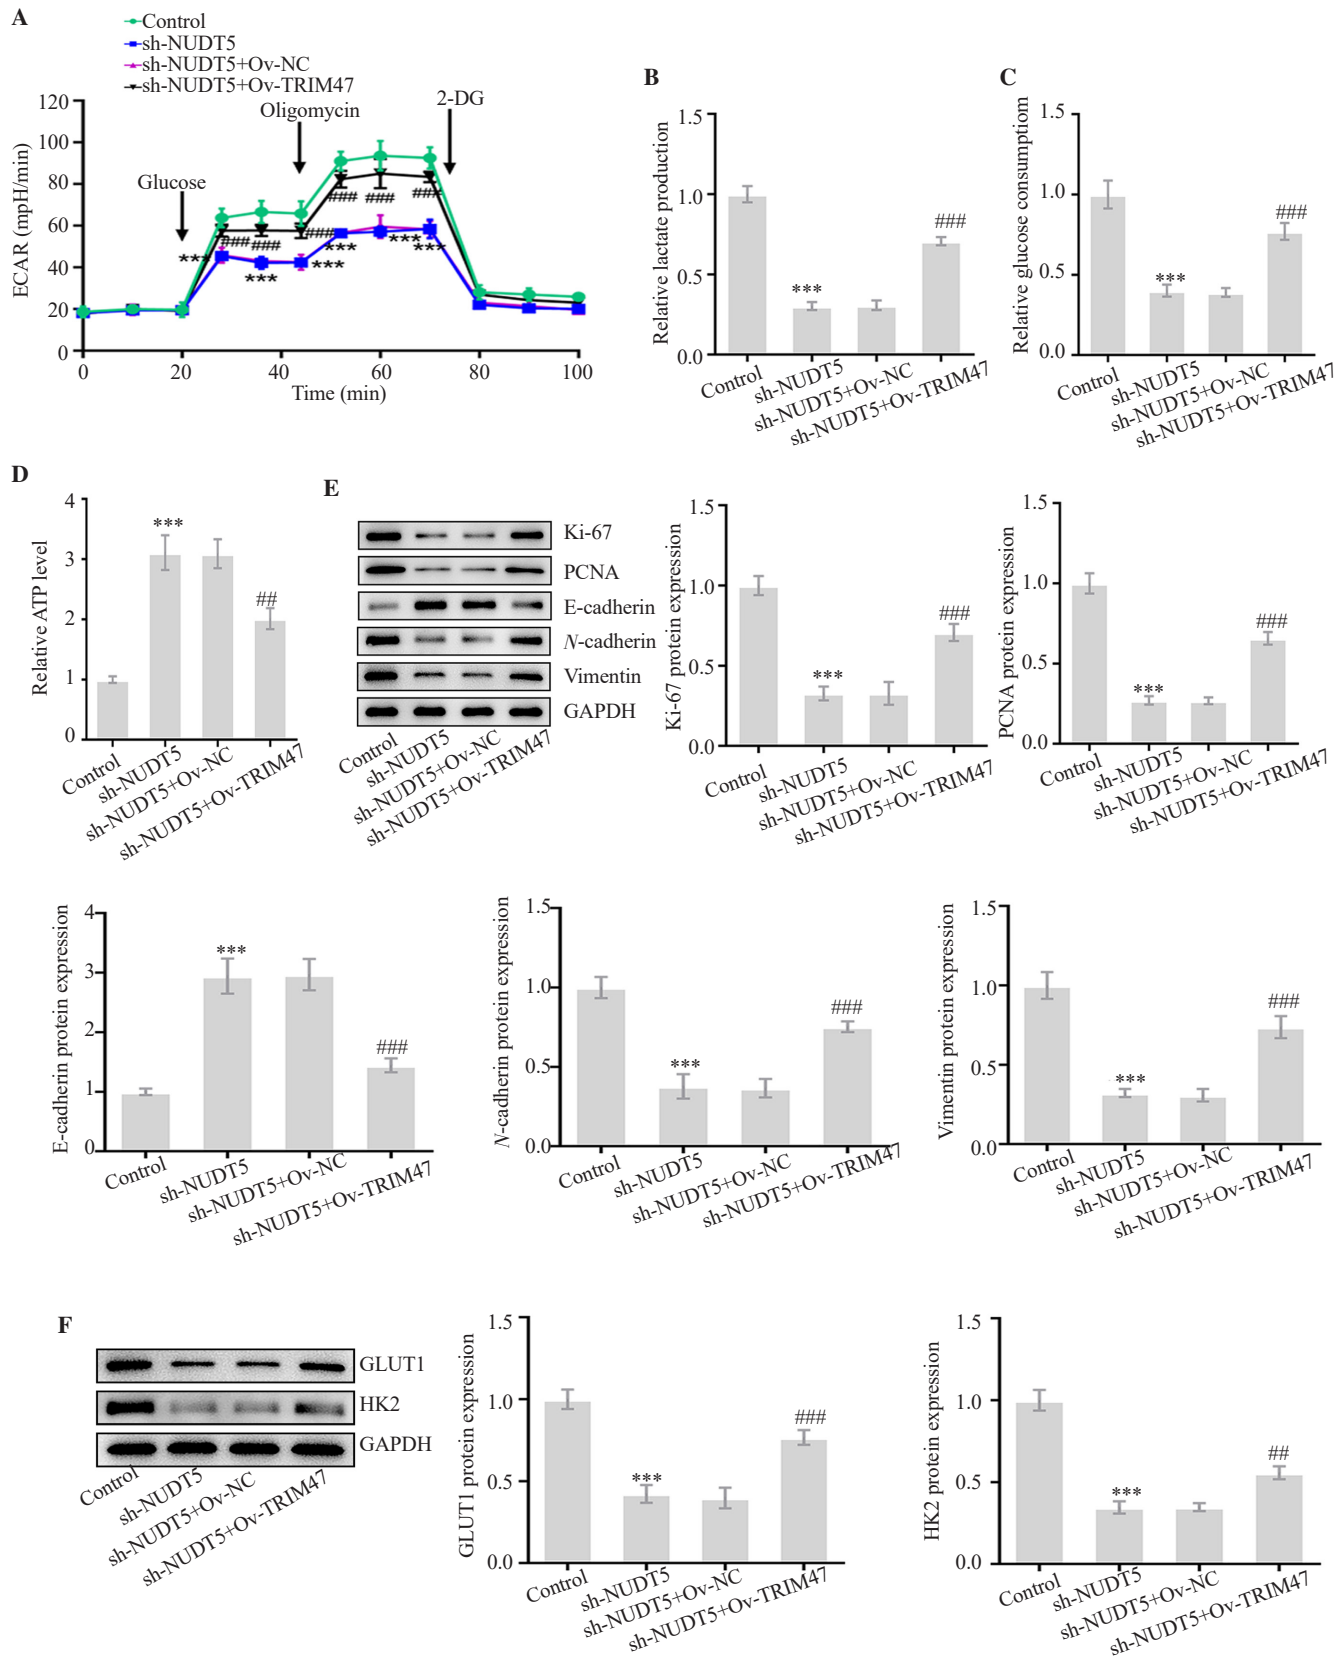 A
Control
sh-NUDT5
sh-NUDT5+Ov-NC
sh-NUDT5+Ov-TRIM47
Glucose
Oligomycin
2-DG
ECAR (mpH/min)
120
100
80
60
40
20
0
***
***
***
***
***
***
###
###
###
###
###
###
0
20
40
60
80
100
Time (min)
B
Relative lactate production
1.5
1.0
0.5
0.0
***
###
Control
sh-NUDT5
sh-NUDT5+Ov-NC
sh-NUDT5+Ov-TRIM47
C
Relative glucose consumptiom
1.5
1.0
0.5
0.0
***
###
Control
sh-NUDT5
sh-NUDT5+Ov-NC
sh-NUDT5+Ov-TRIM47
D
Relative ATP level
4
3
2
1
0
***
##
Control
sh-NUDT5
sh-NUDT5+Ov-NC
sh-NUDT5+Ov-TRIM47
E
Ki-67
PCNA
E-cadherin
N-cadherin
Vimentin
GAPDH
Control
sh-NUDT5
sh-NUDT5+Ov-NC
sh-NUDT5+Ov-TRIM47
Ki-67 protein expression
1.5
1.0
0.5
0.0
***
###
Control
sh-NUDT5
sh-NUDT5+Ov-NC
sh-NUDT5+Ov-TRIM47
PCNA protein expression
1.5
1.0
0.5
0.0
***
###
Control
sh-NUDT5
sh-NUDT5+Ov-NC
sh-NUDT5+Ov-TRIM47
E-cadherin protein expression
4
3
2
1
0
***
###
Control
sh-NUDT5
sh-NUDT5+Ov-NC
sh-NUDT5+Ov-TRIM47
N-cadherin protein expression
1.5
1.0
0.5
0.0
***
###
Control
sh-NUDT5
sh-NUDT5+Ov-NC
sh-NUDT5+Ov-TRIM47
Vimentin protein expression
1.5
1.0
0.5
0.0
***
###
Control
sh-NUDT5
sh-NUDT5+Ov-NC
sh-NUDT5+Ov-TRIM47
F
GLUT1
HK2
GAPDH
Control
sh-NUDT5
sh-NUDT5+Ov-NC
sh-NUDT5+Ov-TRIM47
GLUT1 protein expression
1.5
1.0
0.5
0.0
***
###
Control
sh-NUDT5
sh-NUDT5+Ov-NC
sh-NUDT5+Ov-TRIM47
HK2 protein expression
1.5
1.0
0.5
0.0
***
##
Control
sh-NUDT5
sh-NUDT5+Ov-NC
sh-NUDT5+Ov-TRIM47